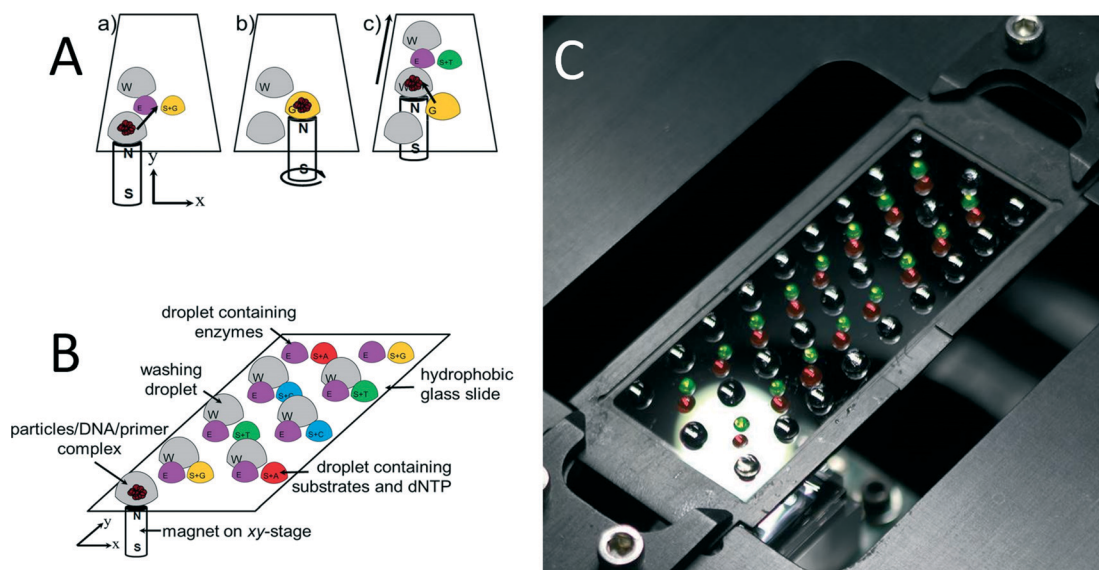 A
a)
W
E S+G
N
S
y
x
b)
W
G
N
S
c)
W
E S+T
W
N
G
S
B
droplet containing
enzymes
E S+A E S+G
washing
droplet
W W
E E S+T
hydrophobic
glass slide
W W
E S+T E S+C
particles/DNA/primer
complex
W W
E S+G E S+A
droplet containing
substrates and dNTP
N
S
y
x
magnet on xy-stage
C